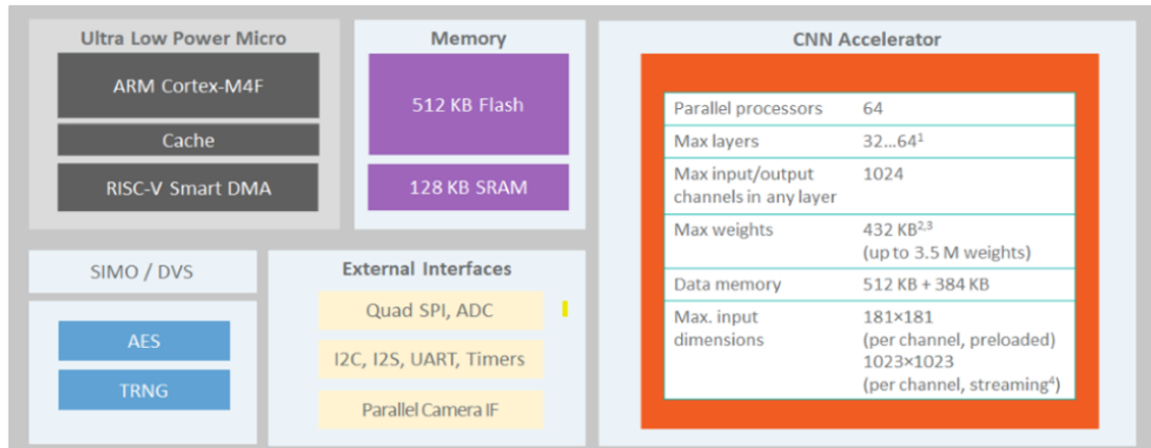 Ultra Low Power Micro
ARM Cortex-M4F
Cache
RISC-V Smart DMA
Memory
512 KB Flash
128 KB SRAM
SIMO / DVS
AES
TRNG
External Interfaces
Quad SPI, ADC
I2C, I2S, UART, Timers
Parallel Camera IF
CNN Accelerator
Parallel processors 64
Max layers 32...64¹
Max input/output 1024
channels in any layer
Max weights 432 KB²,³
(up to 3.5 M weights)
Data memory 512 KB + 384 KB
Max. input 181×181
dimensions (per channel, preloaded)
1023×1023
(per channel, streaming⁴)